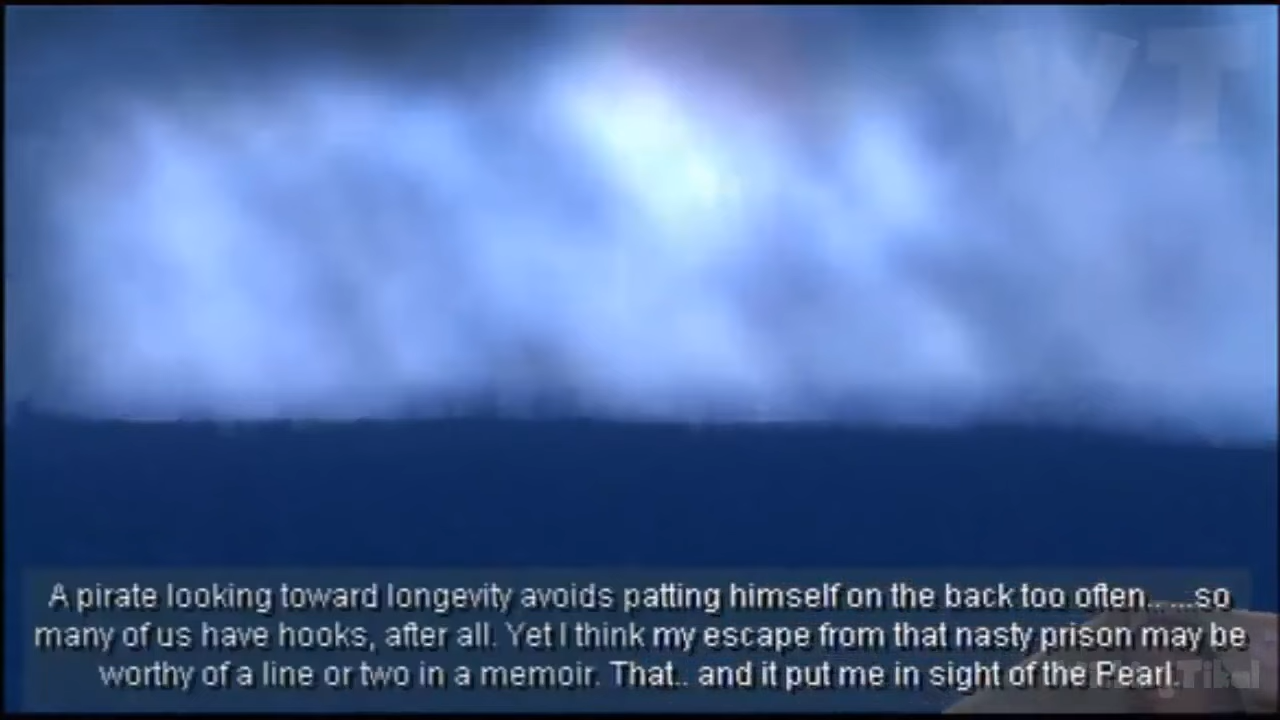 WT
A pirate looking toward longevity avoids patting himself on the back too often.. ...so
many of us have hooks, after all. Yet I think my escape from that nasty prison may be
worthy of a line or two in a memoir. That.. and it put me in sight of the Pearl.